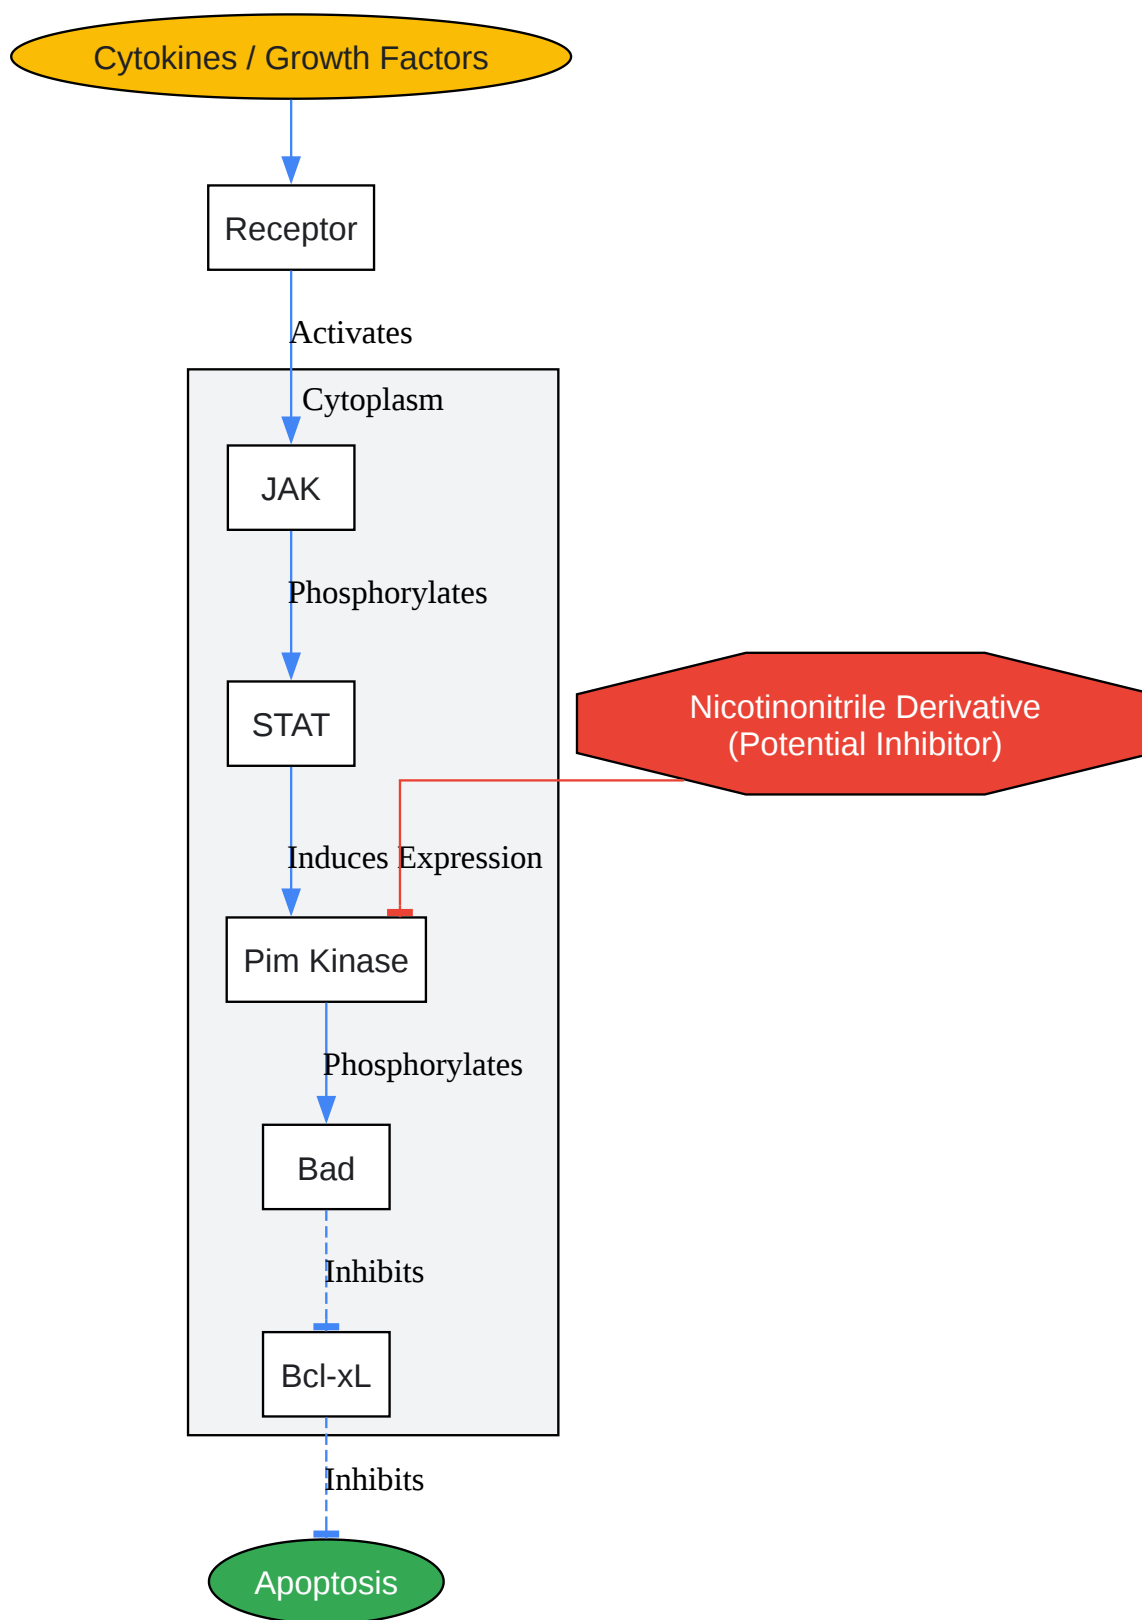 Cytokines / Growth Factors
Receptor
Activates
Cytoplasm
JAK
Phosphorylates
STAT
Nicotinonitrile Derivative
(Potential Inhibitor)
Induces Expression
Pim Kinase
Phosphorylates
Bad
Inhibits
Bcl-xL
Inhibits
Apoptosis